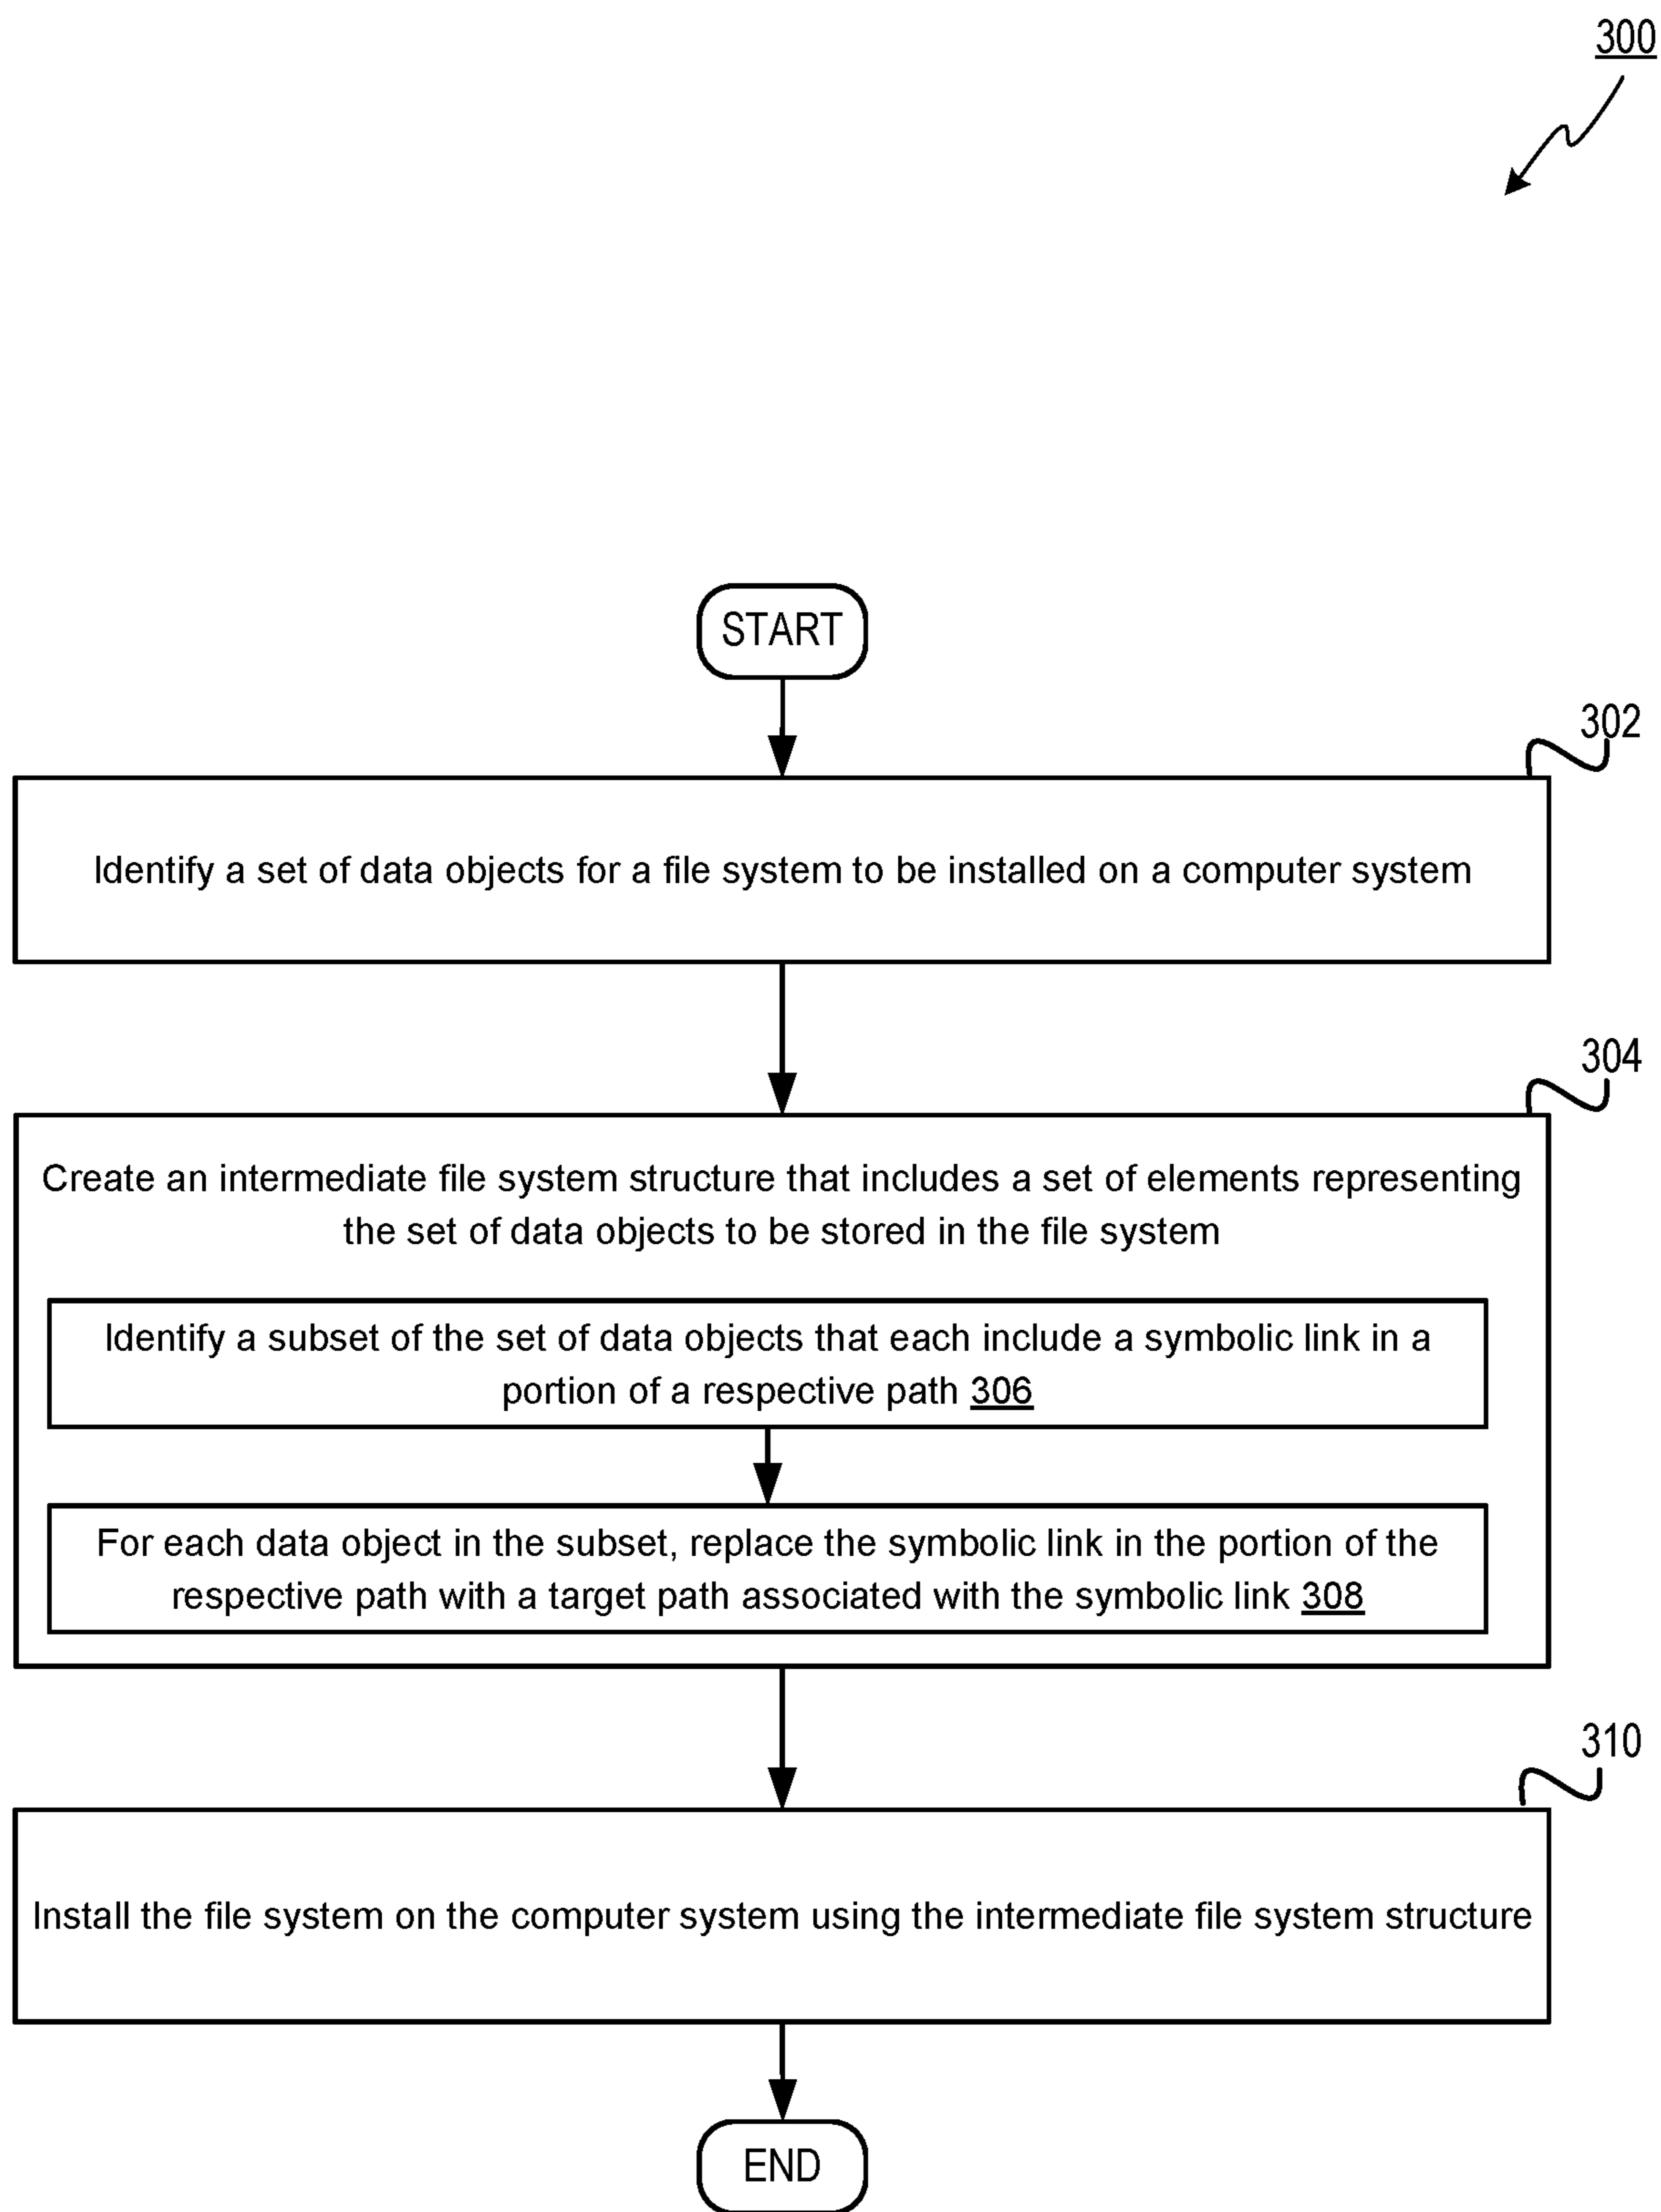 300
START
302
Identify a set of data objects for a file system to be installed on a computer system
304
Create an intermediate file system structure that includes a set of elements representing
the set of data objects to be stored in the file system
Identify a subset of the set of data objects that each include a symbolic link in a
portion of a respective path 306
For each data object in the subset, replace the symbolic link in the portion of the
respective path with a target path associated with the symbolic link 308
310
Install the file system on the computer system using the intermediate file system structure
END